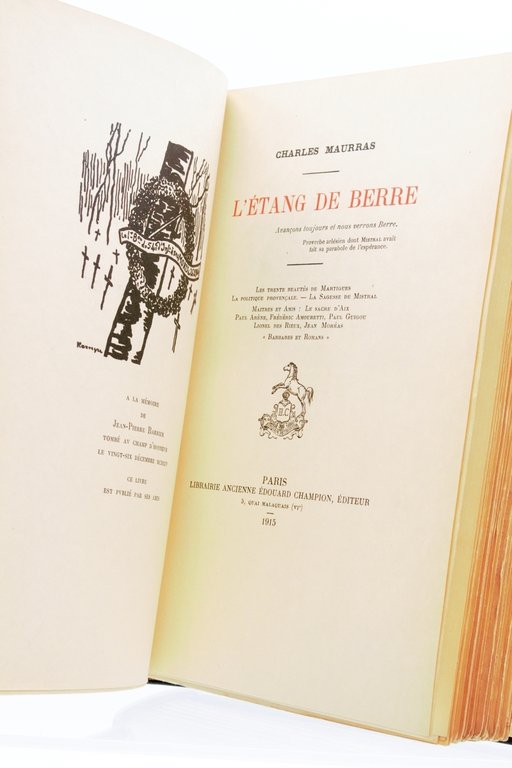 Kormyn
A LA MÉMOIRE
DE
JEAN-PIERRE BARBIER
TOMBÉ AU CHAMP D'HONNEUR
LE VINGT-SIX DÉCEMBRE
CE LIVRE
EST PUBLIÉ PAR SES AMIS
CHARLES MAURRAS
L'ÉTANG DE BERRE
Avançons toujours et nous verrons Berre.
Proverbe arlésien dont MISTRAL avait
fait sa parabole de l'espérance.
LES TRENTE BEAUTÉS DE MARTIGUES
LA POLITIQUE PROVENÇALE. — LA SAGESSE DE MISTRAL
MAITRES ET AMIS : LE SACRE D'AIX
PAUL ARÈNE, FRÉDÉRIC AMOURETTI, PAUL GUIGOU
LIONEL DES RIEUX, JEAN MORÉAS
« BARBARES ET ROMANS »
PARIS
LIBRAIRIE ANCIENNE ÉDOUARD CHAMPION, ÉDITEUR
5, QUAI MALAQUAIS (VIe)
1915